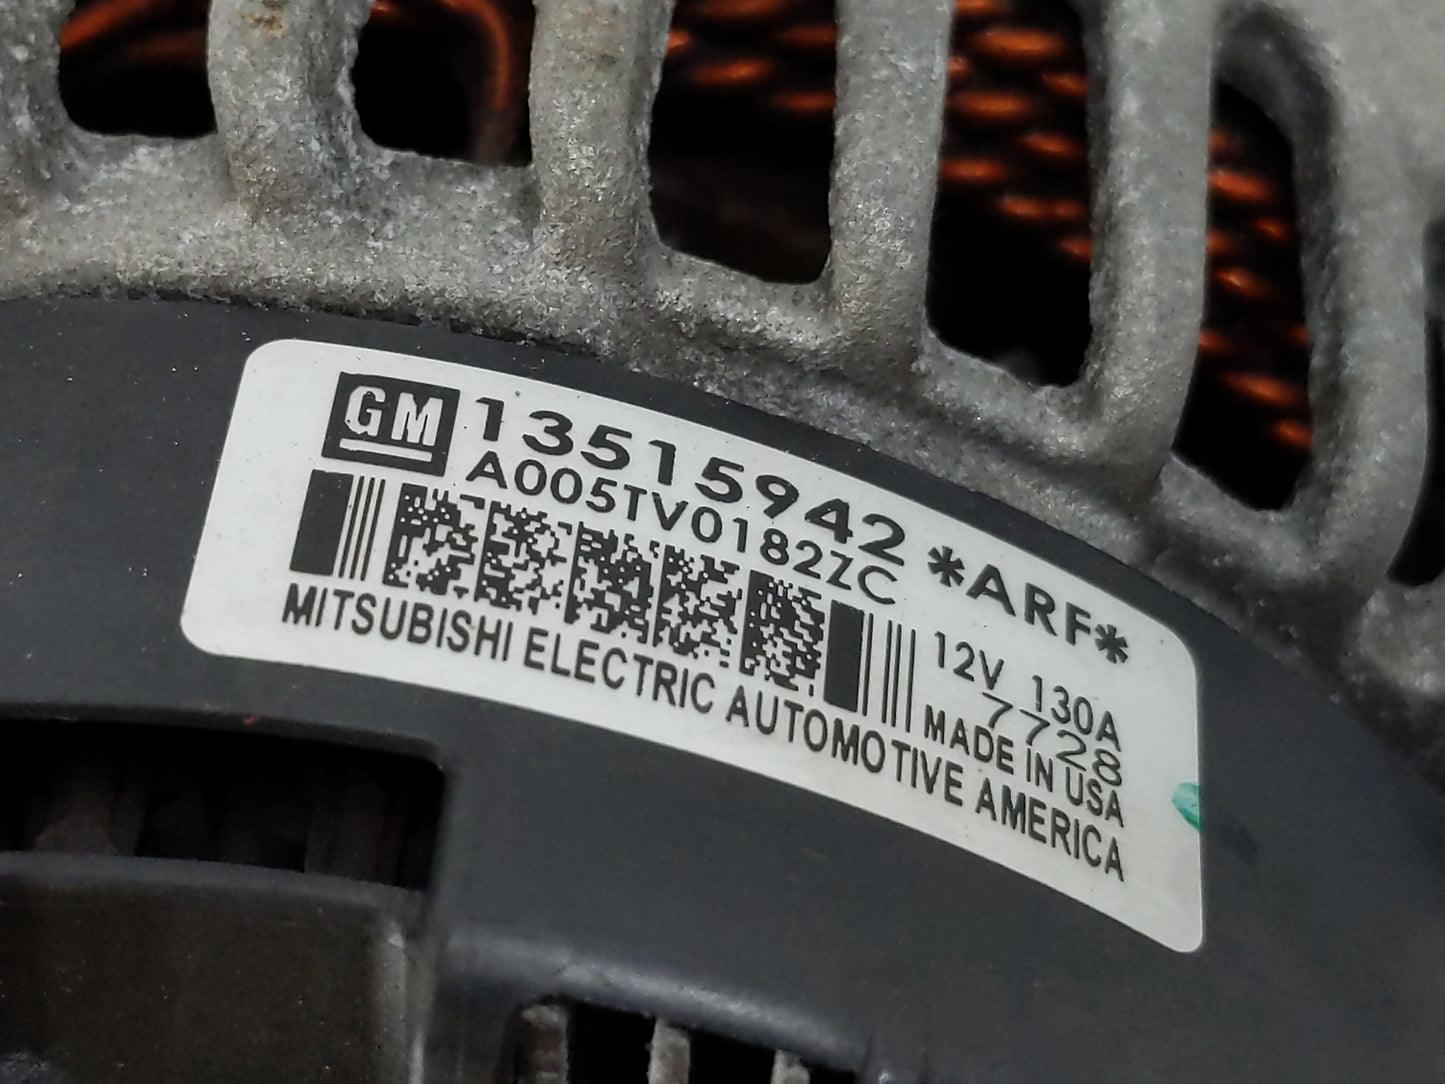 GM 13515942 *ARF*
A005TV0182ZC
12V 130A
7728
MADE IN USA
MITSUBISHI ELECTRIC AUTOMOTIVE AMERICA